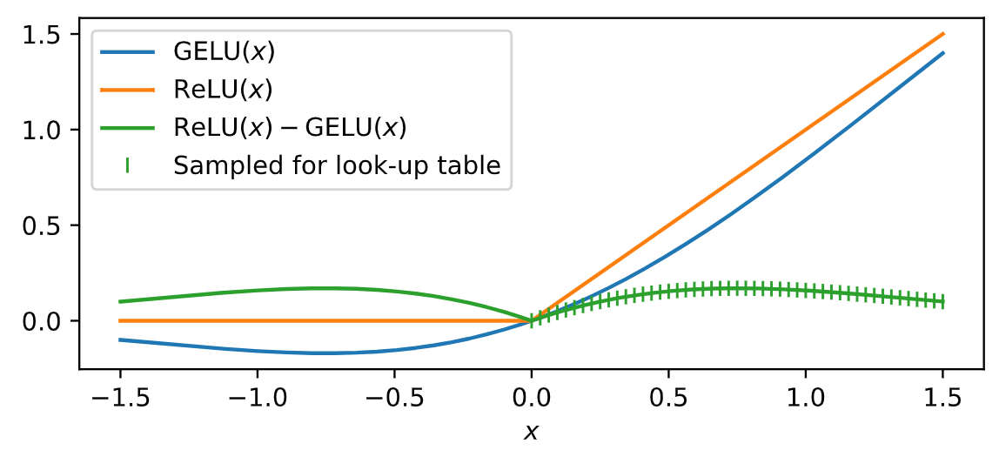 GELU(x)
ReLU(x)
ReLU(x) − GELU(x)
Sampled for look-up table
1.5
1.0
0.5
0.0
−1.5 −1.0 −0.5 0.0 0.5 1.0 1.5
x